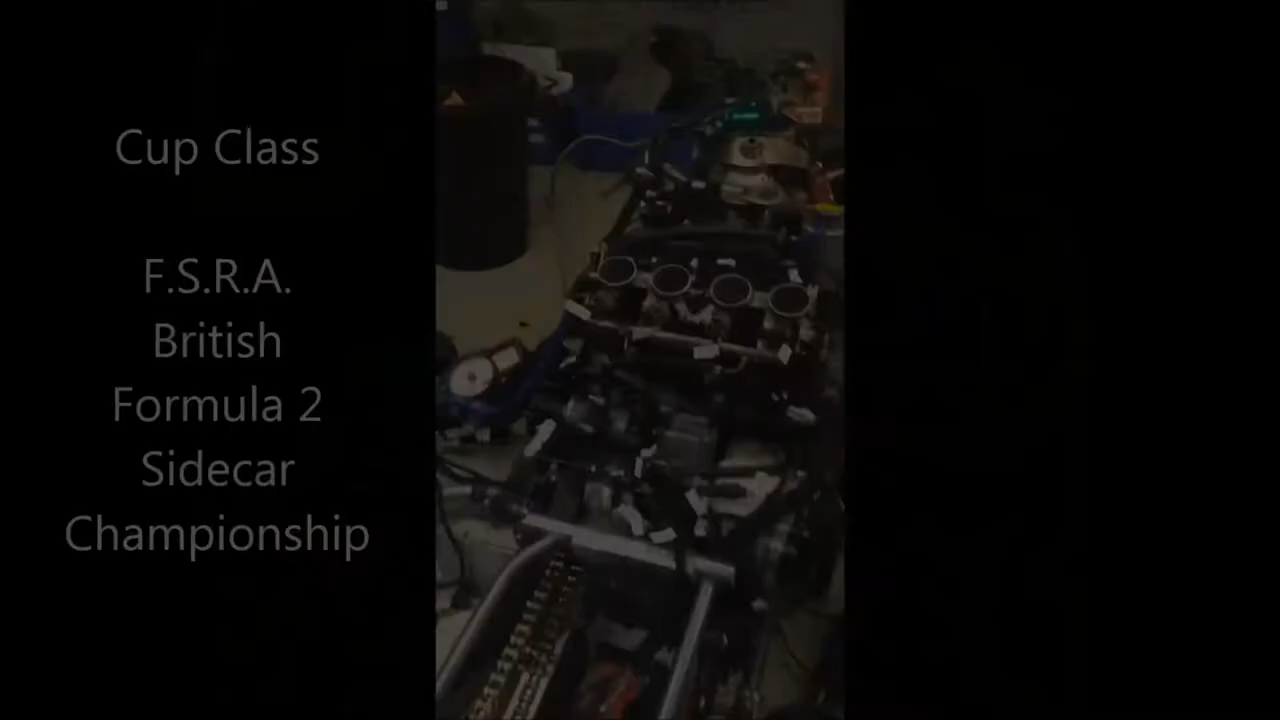 Cup Class
F.S.R.A.
British
Formula 2
Sidecar
Championship